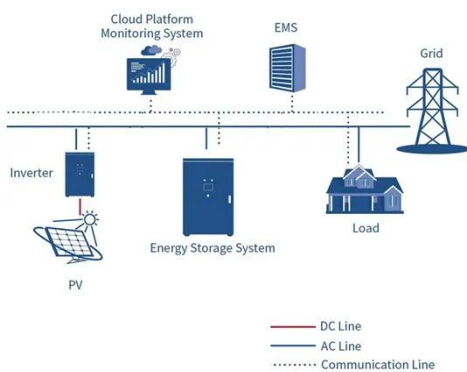 Cloud Platform
Monitoring System
EMS
Grid
Inverter
Energy Storage System
Load
PV
DC Line
AC Line
Communication Line